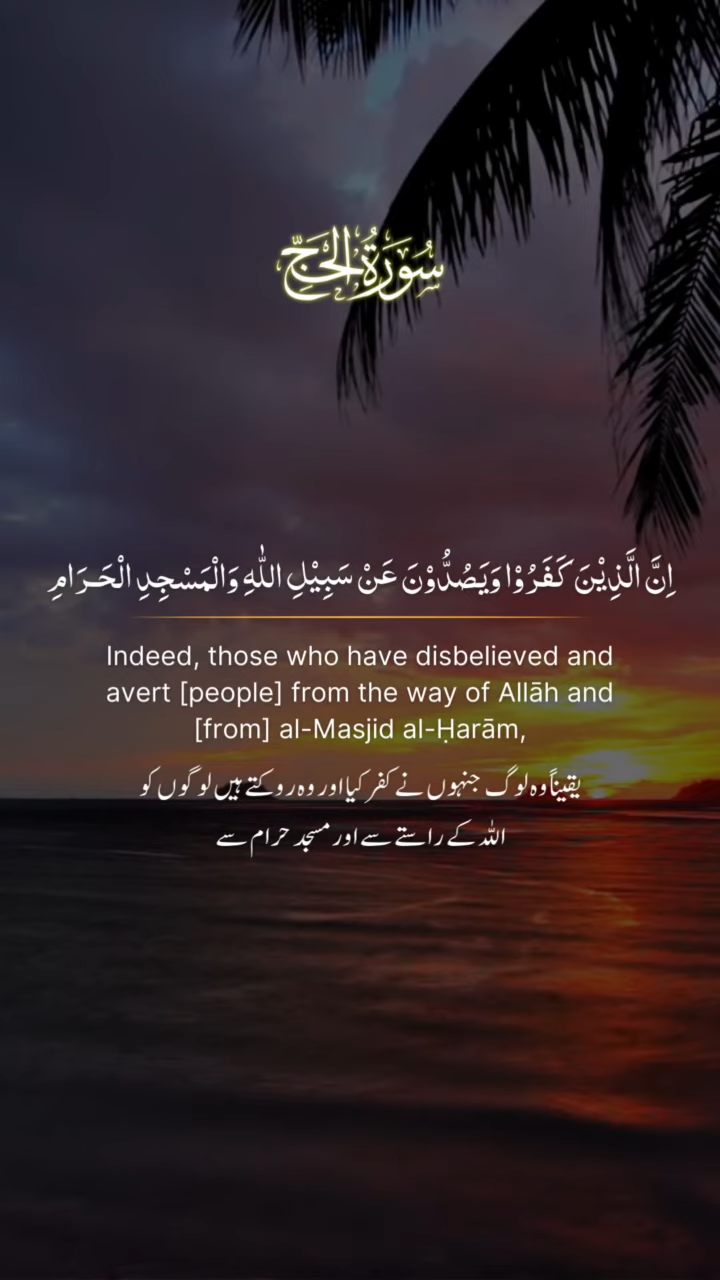 سُورَةُ الحَجِّ
اِنَّ الَّذِيْنَ كَفَرُوْا وَيَصُدُّوْنَ عَنْ سَبِيْلِ اللّٰهِ وَالْمَسْجِدِ الْحَـرَامِ
Indeed, those who have disbelieved and
avert [people] from the way of Allāh and
[from] al-Masjid al-Ḥarām,
یقیناً وہ لوگ جنہوں نے کفر کیا اور وہ روکتے ہیں لوگوں کو
اللہ کے راستے سے اور مسجد حرام سے